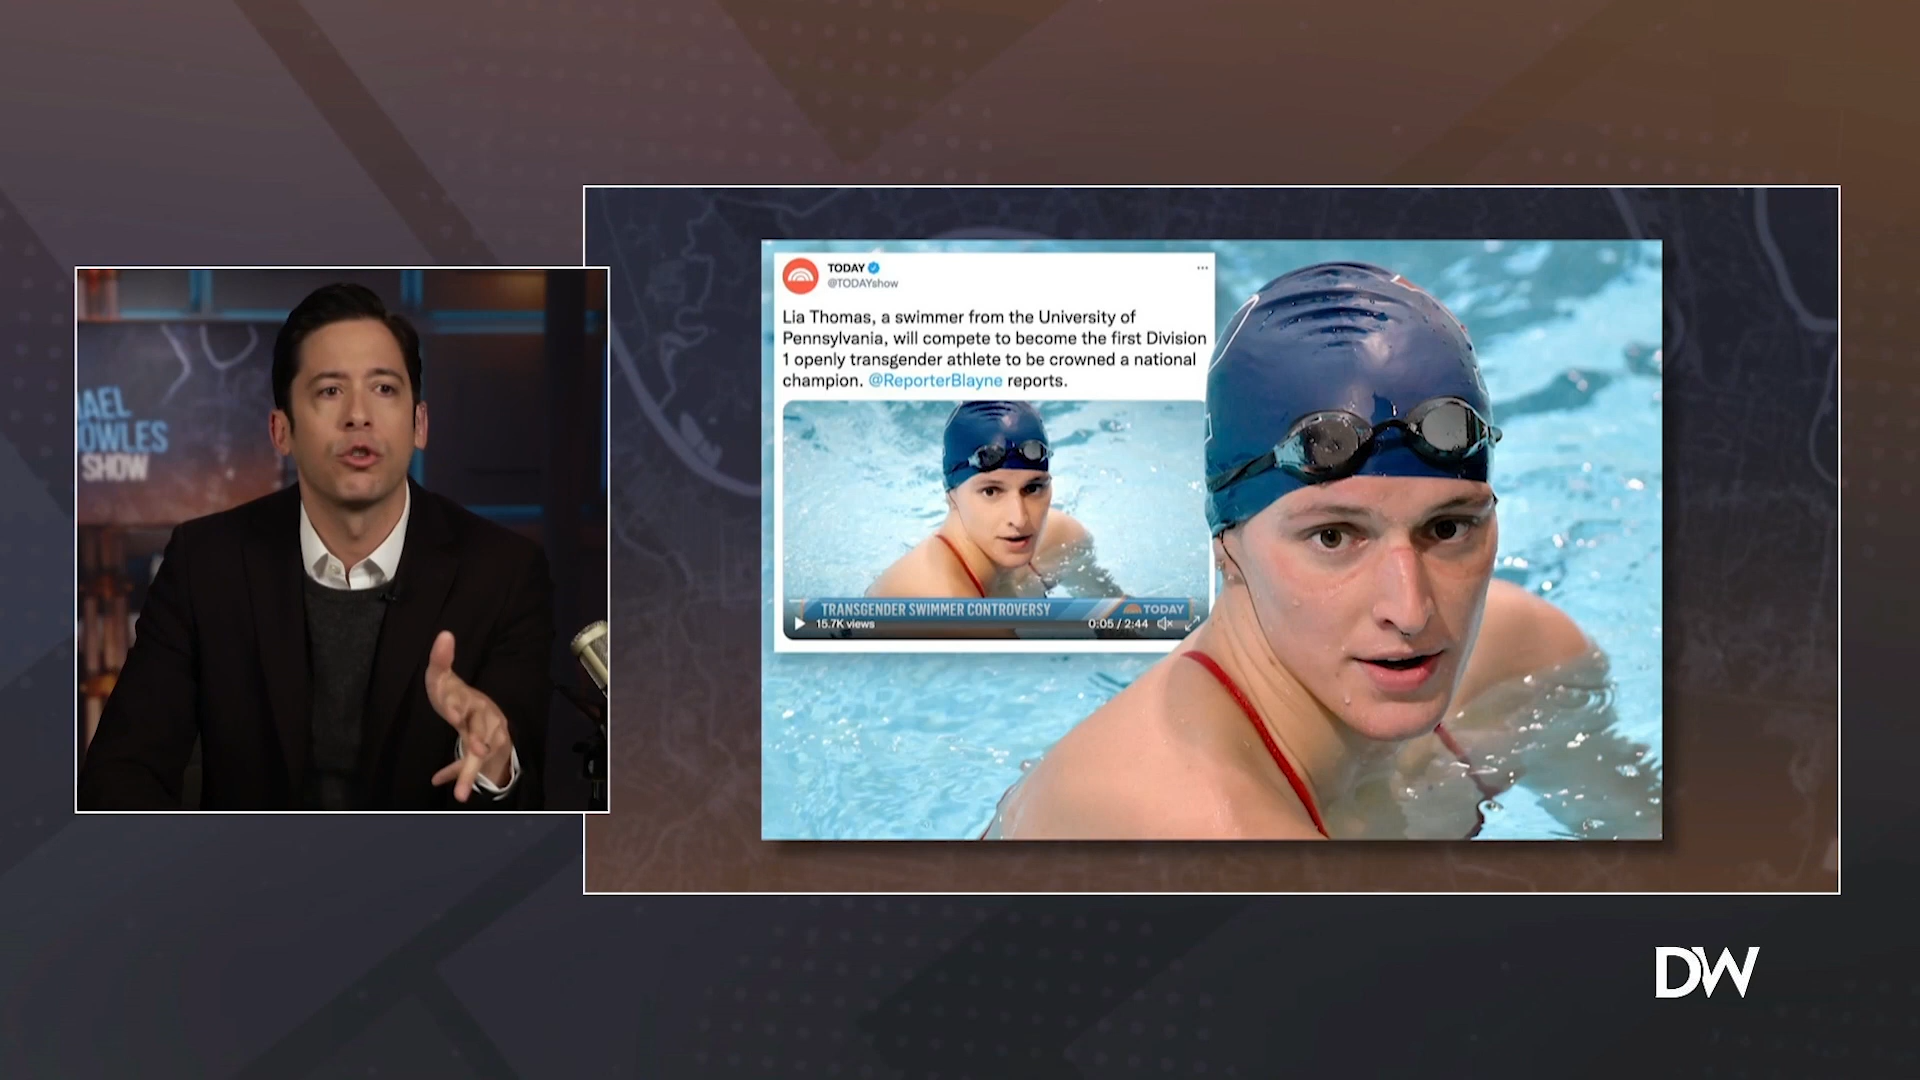 AEL
OWLES
SHOW
TODAY
@TODAYshow
Lia Thomas, a swimmer from the University of
Pennsylvania, will compete to become the first Division
1 openly transgender athlete to be crowned a national
champion. @ReporterBlayne reports.
TRANSGENDER SWIMMER CONTROVERSY
TODAY
15.7K views
0:05 / 2:44
DW